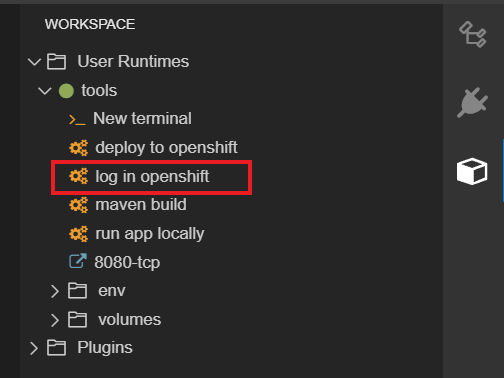 WORKSPACE
User Runtimes
tools
New terminal
deploy to openshift
log in openshift
maven build
run app locally
8080-tcp
env
volumes
Plugins